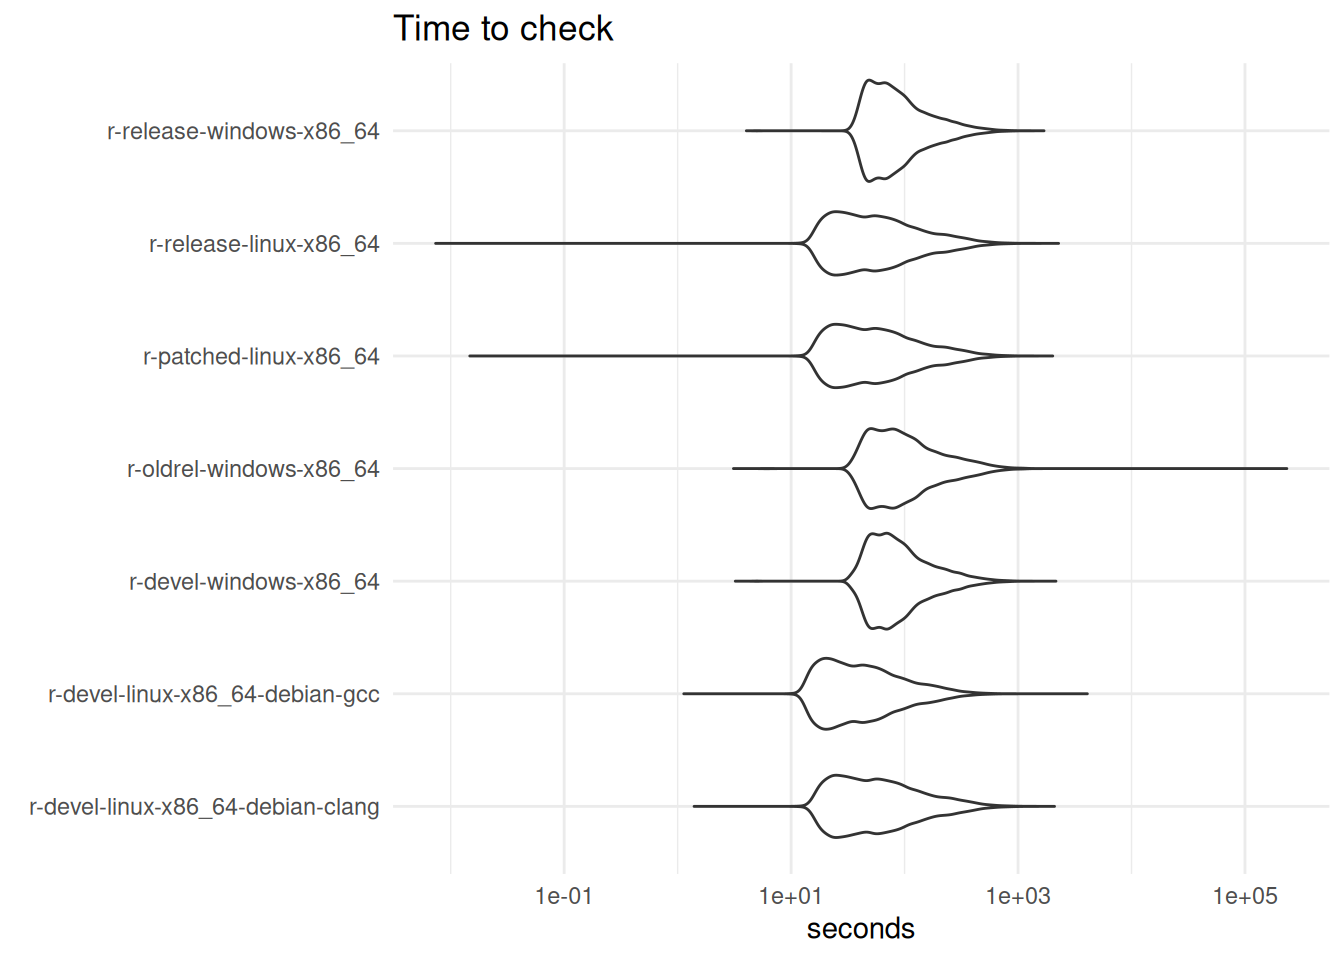 Time to check
r-release-windows-x86_64
r-release-linux-x86_64
r-patched-linux-x86_64
r-oldrel-windows-x86_64
r-devel-windows-x86_64
r-devel-linux-x86_64-debian-gcc
r-devel-linux-x86_64-debian-clang
1e-01 1e+01 1e+03 1e+05
seconds